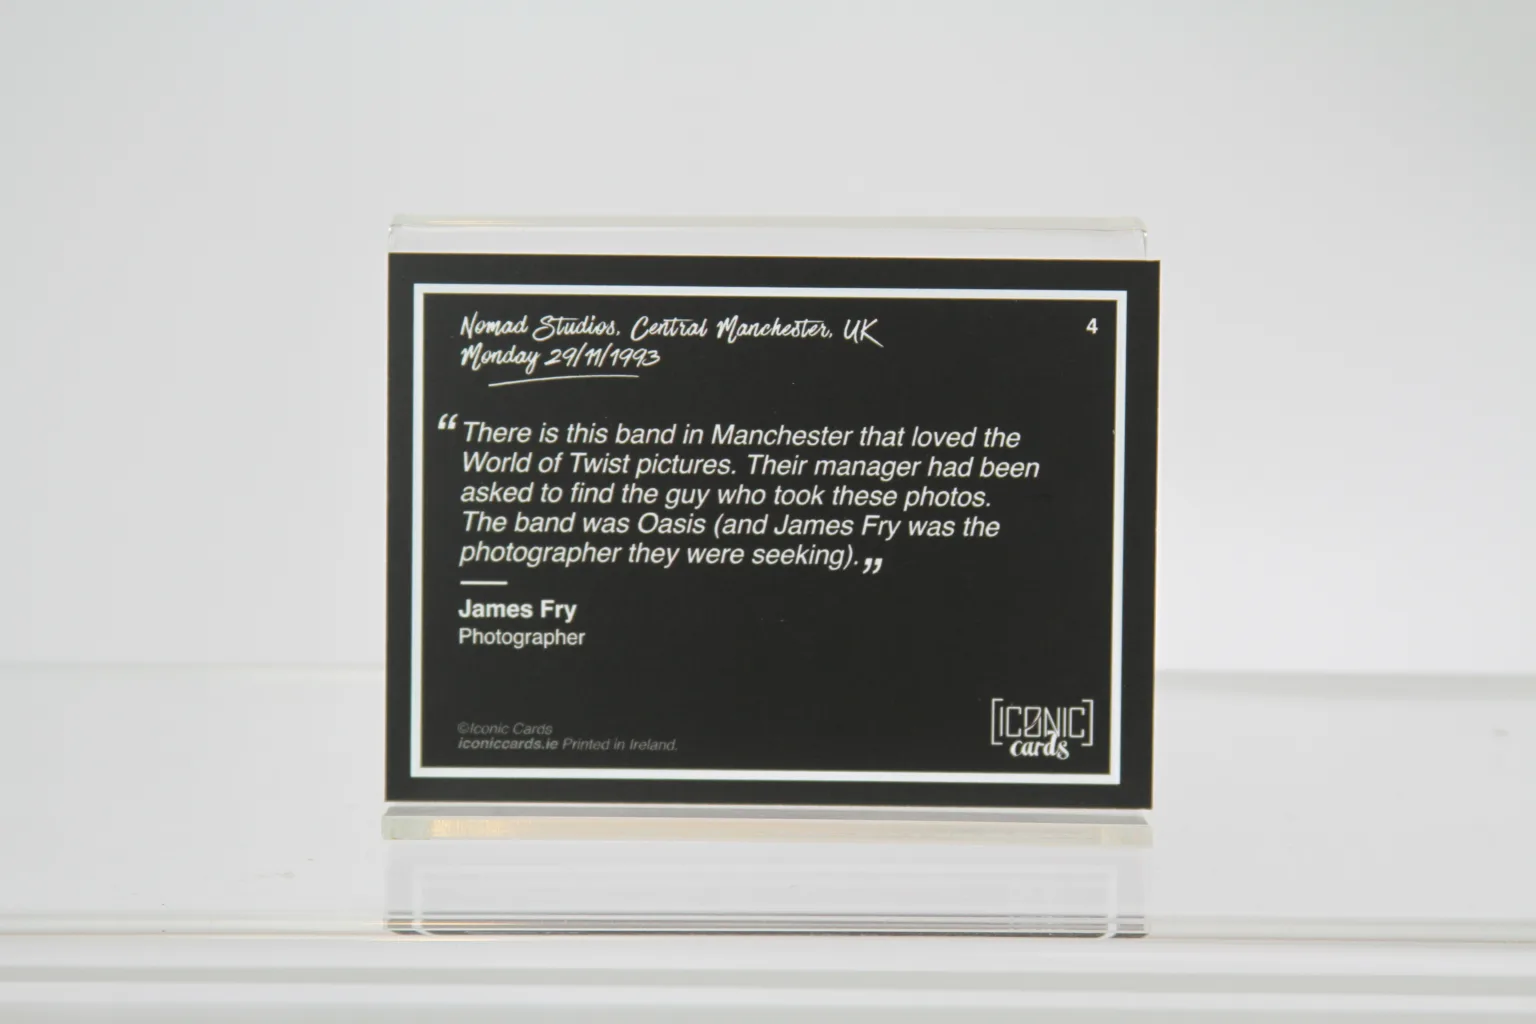 Nomad Studios, Central Manchester, UK
4
Monday 29/11/1993
“There is this band in Manchester that loved the
World of Twist pictures. Their manager had been
asked to find the guy who took these photos.
The band was Oasis (and James Fry was the
photographer they were seeking).”
James Fry
Photographer
©Iconic Cards
iconiccards.ie Printed in Ireland.
[ICONIC]
cards